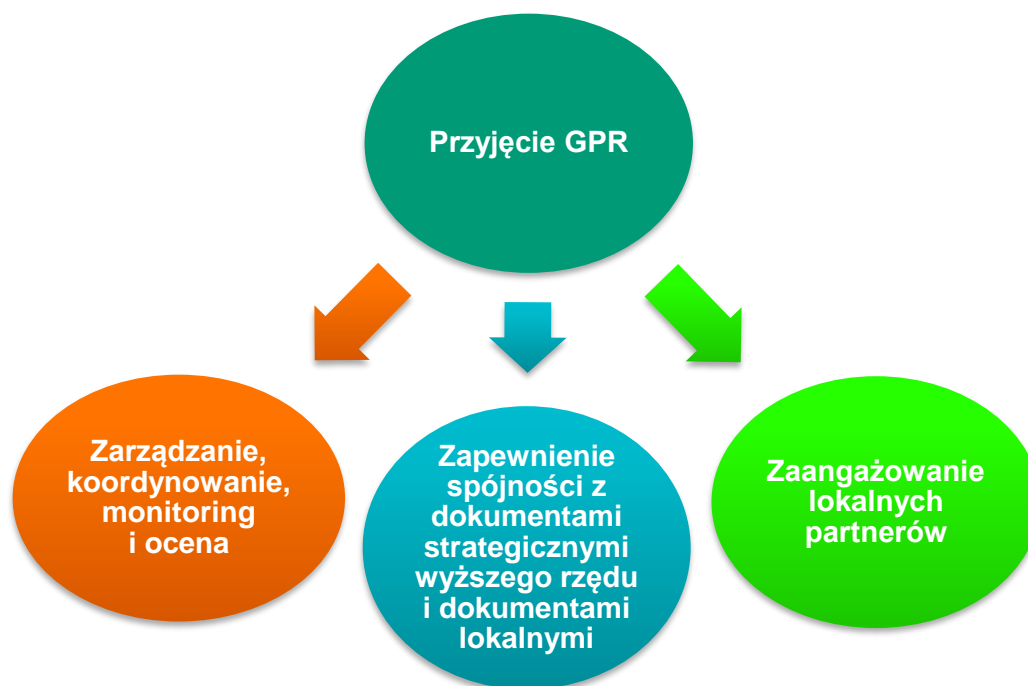 Przyjęcie GPR
Zarządzanie,
koordynowanie,
monitoring
i ocena
Zapewnienie
spójności z
dokumentami
strategicznymi
wyższego rzędu
i dokumentami
lokalnymi
Zaangażowanie
lokalnych
partnerów